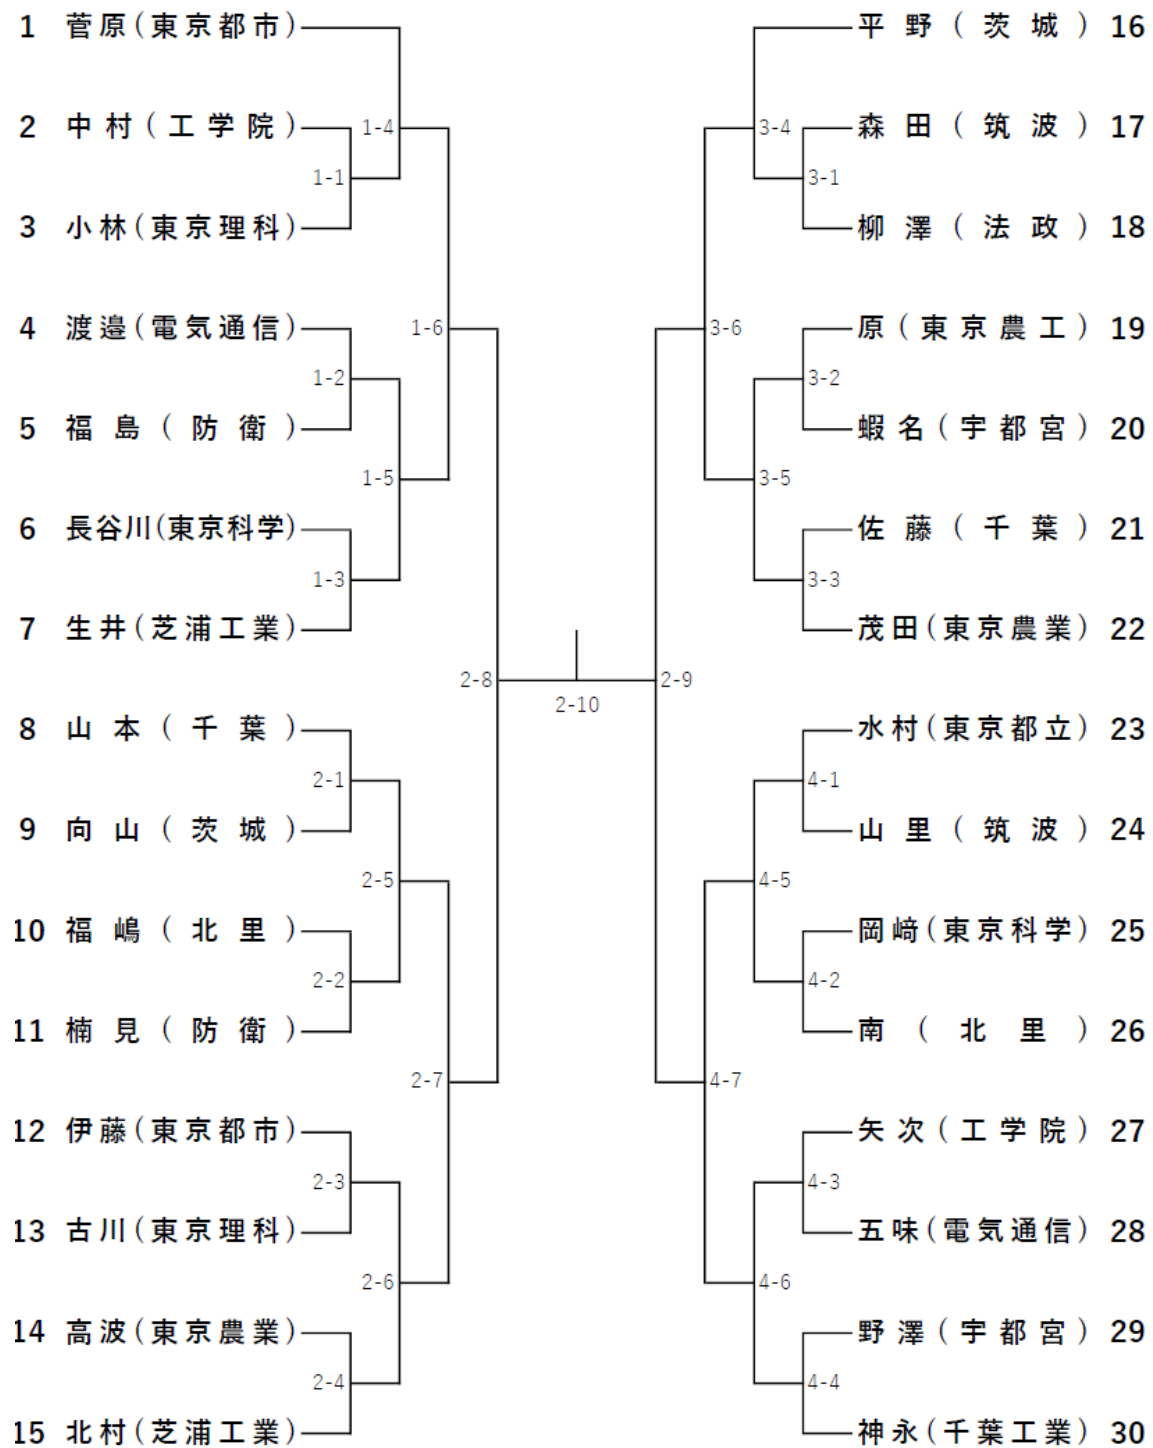 1 菅原(東京都市)
2 中村(工学院)
1-4
1-1
3 小林(東京理科)
4 渡邉(電気通信)
1-6
1-2
5 福島(防衛)
1-5
6 長谷川(東京科学)
1-3
7 生井(芝浦工業)
2-8
8 山本(千葉)
2-1
9 向山(茨城)
2-5
10 福嶋(北里)
2-2
11 楠見(防衛)
2-7
12 伊藤(東京都市)
2-3
13 古川(東京理科)
2-6
14 高波(東京農業)
2-4
15 北村(芝浦工業)
2-10
平野(茨城) 16
3-4
森田(筑波) 17
3-1
柳澤(法政) 18
3-6
原(東京農工) 19
3-2
蝦名(宇都宮) 20
3-5
佐藤(千葉) 21
3-3
茂田(東京農業) 22
2-9
水村(東京都立) 23
4-1
山里(筑波) 24
4-5
岡﨑(東京科学) 25
4-2
南(北里) 26
4-7
矢次(工学院) 27
4-3
五味(電気通信) 28
4-6
野澤(宇都宮) 29
4-4
神永(千葉工業) 30